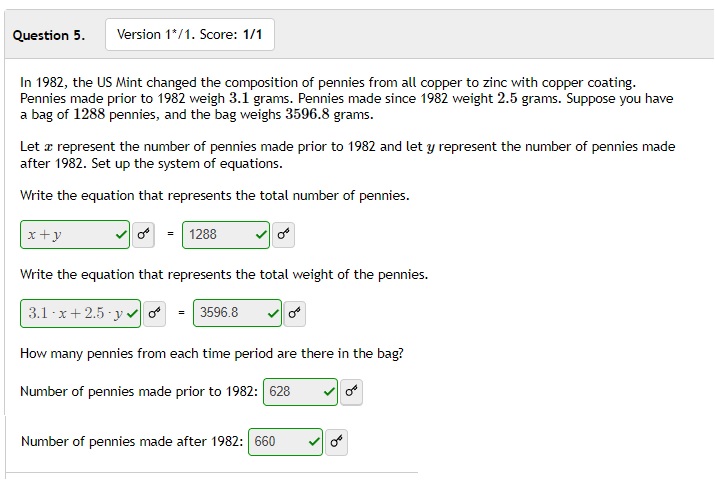 Question 5. Version 1*/1. Score: 1/1
In 1982, the US Mint changed the composition of pennies from all copper to zinc with copper coating.
Pennies made prior to 1982 weigh 3.1 grams. Pennies made since 1982 weight 2.5 grams. Suppose you have
a bag of 1288 pennies, and the bag weighs 3596.8 grams.
Let x represent the number of pennies made prior to 1982 and let y represent the number of pennies made
after 1982. Set up the system of equations.
Write the equation that represents the total number of pennies.
x + y = 1288
Write the equation that represents the total weight of the pennies.
3.1 · x + 2.5 · y = 3596.8
How many pennies from each time period are there in the bag?
Number of pennies made prior to 1982: 628
Number of pennies made after 1982: 660